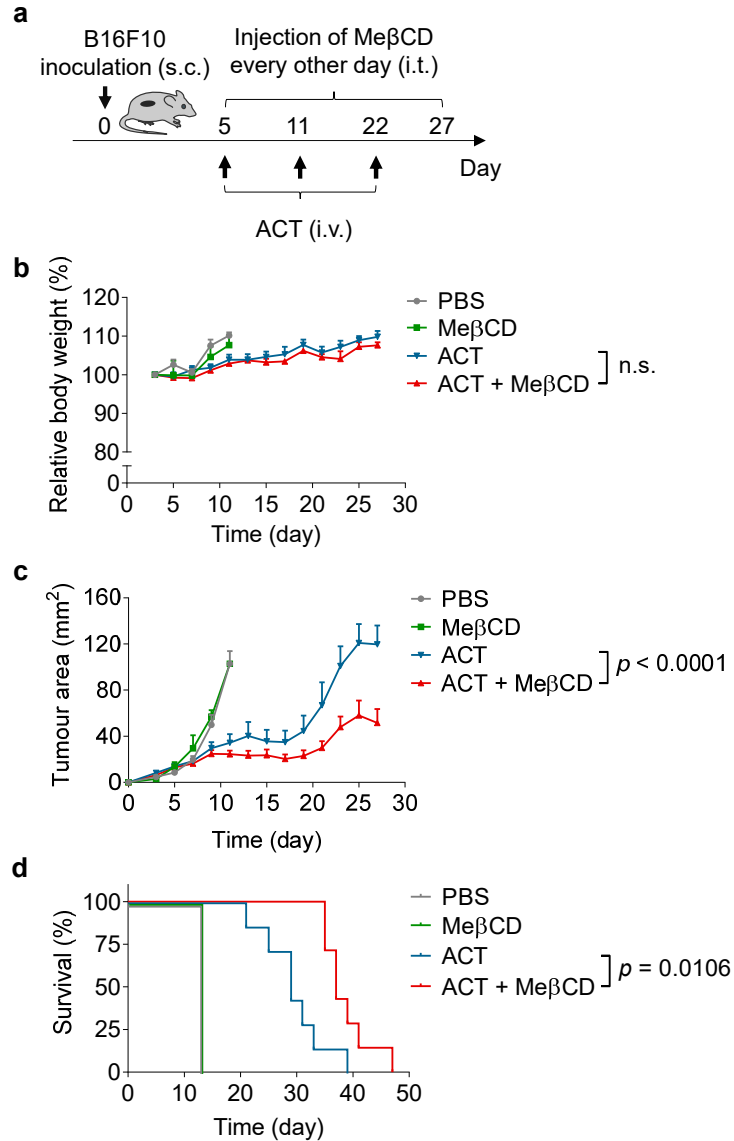 a
B16F10
inoculation (s.c.)
Injection of MeβCD
every other day (i.t.)
0 5 11 22 27
Day
ACT (i.v.)
b
Relative body weight (%)
120
110
100
90
80
0
0 5 10 15 20 25 30
Time (day)
PBS
MeβCD
ACT
ACT + MeβCD
n.s.
c
Tumour area (mm²)
160
120
80
40
0
0 5 10 15 20 25 30
Time (day)
PBS
MeβCD
ACT
ACT + MeβCD
p < 0.0001
d
Survival (%)
100
75
50
25
0
0 10 20 30 40 50
Time (day)
PBS
MeβCD
ACT
ACT + MeβCD
p = 0.0106